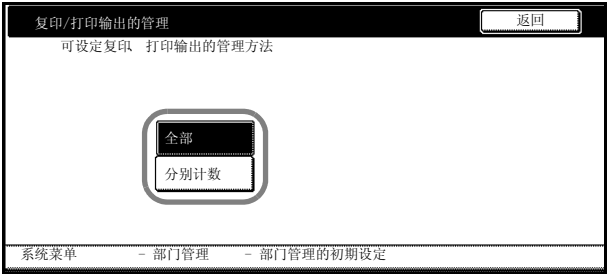 复印/打印输出的管理 返回
可设定复印、打印输出的管理方法
全部
分别计数
系统菜单 - 部门管理 - 部门管理的初期设定